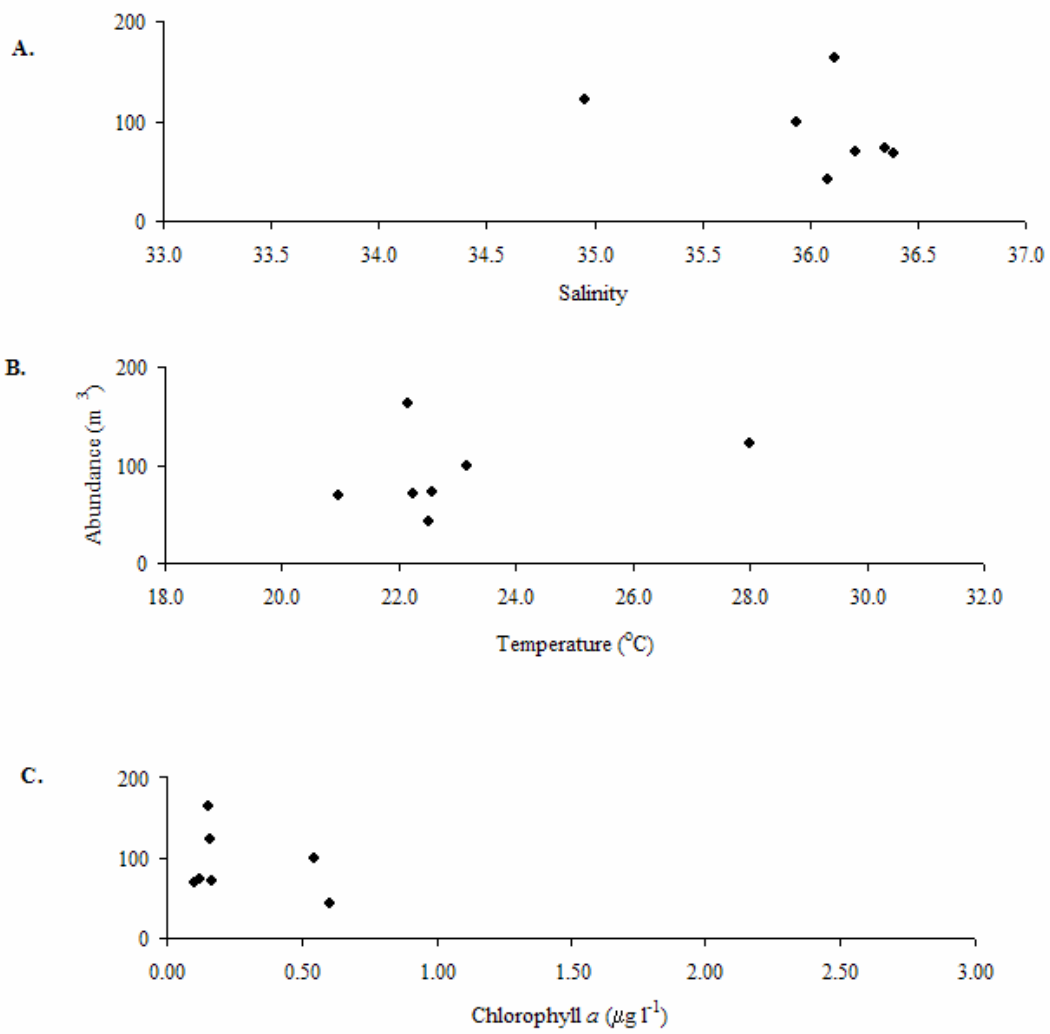 A.
200
100
0
33.0 33.5 34.0 34.5 35.0 35.5 36.0 36.5 37.0
Salinity
B.
Abundance (m 3)
200
100
0
18.0 20.0 22.0 24.0 26.0 28.0 30.0 32.0
Temperature (°C)
C.
200
100
0
0.00 0.50 1.00 1.50 2.00 2.50 3.00
Chlorophyll a (μg l-1)